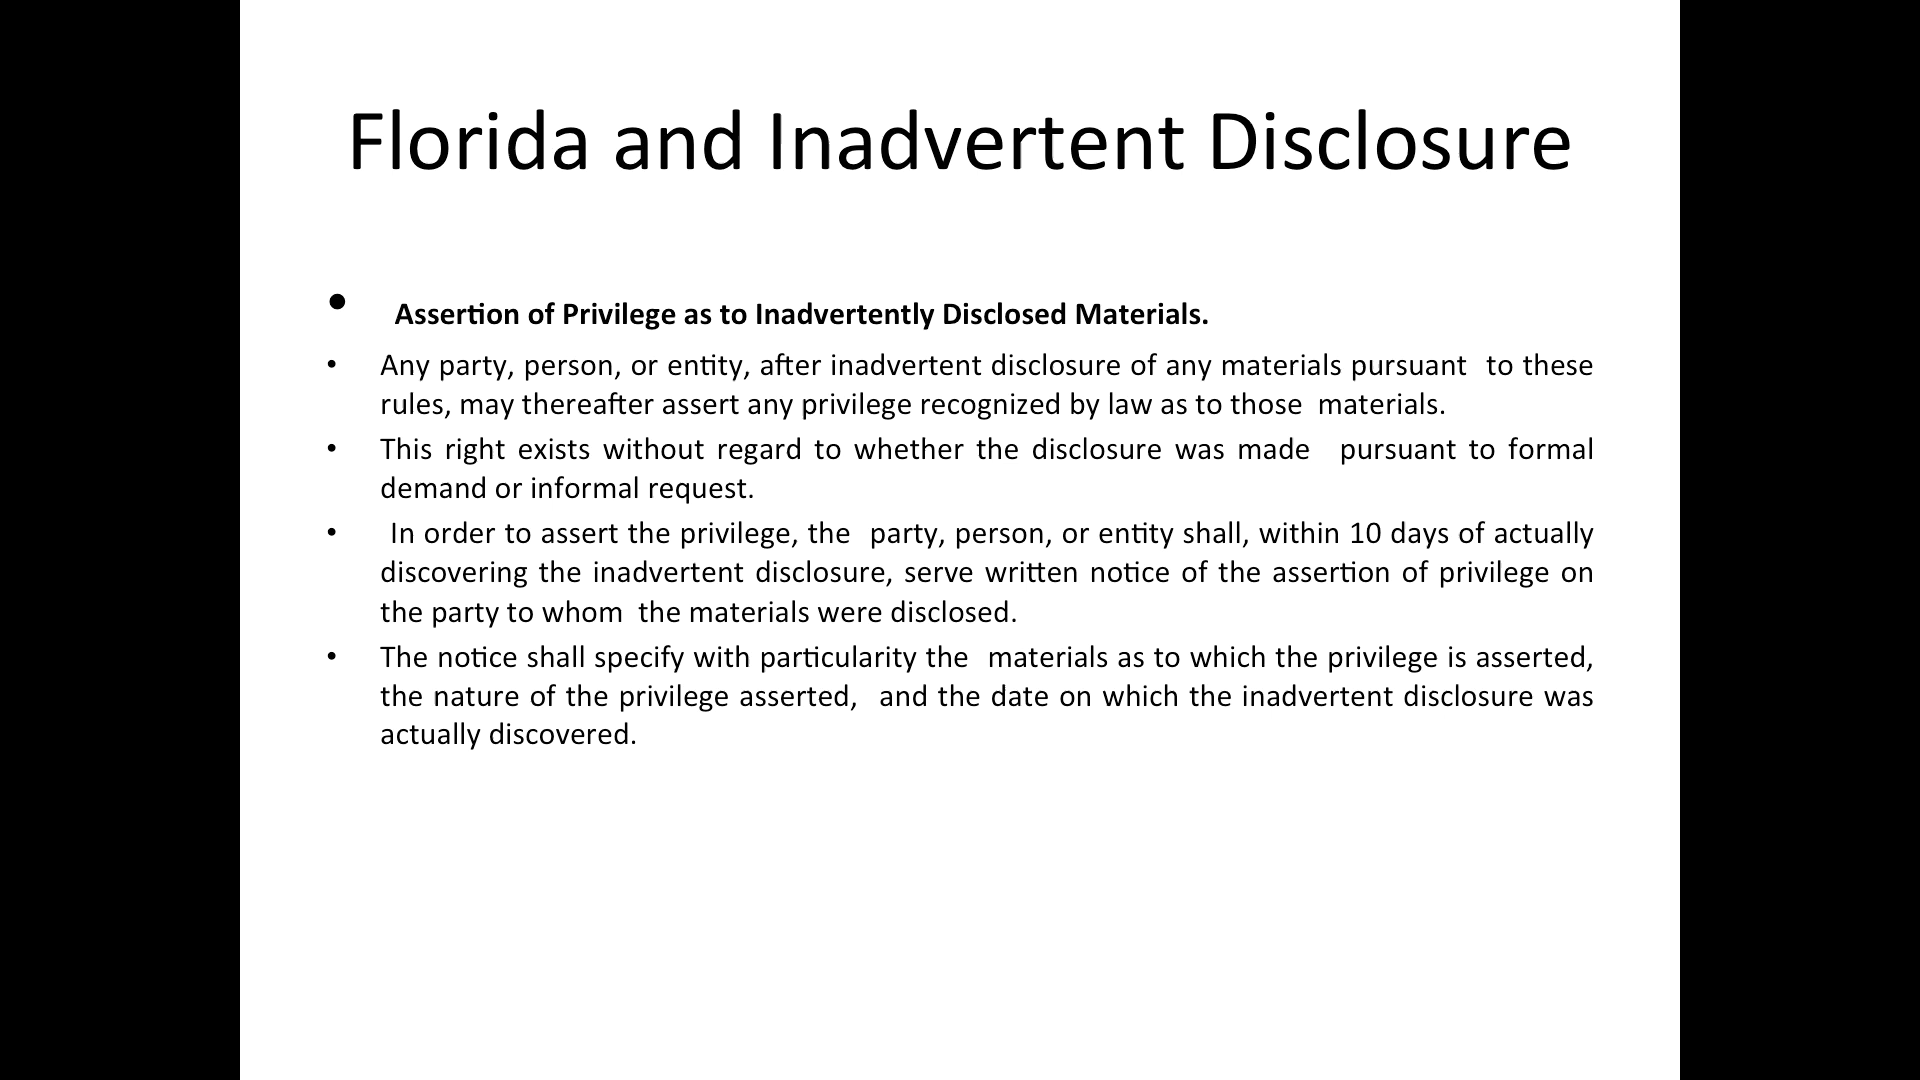 Florida and Inadvertent Disclosure
• Assertion of Privilege as to Inadvertently Disclosed Materials.
• Any party, person, or entity, after inadvertent disclosure of any materials pursuant to these
rules, may thereafter assert any privilege recognized by law as to those materials.
• This right exists without regard to whether the disclosure was made pursuant to formal
demand or informal request.
• In order to assert the privilege, the party, person, or entity shall, within 10 days of actually
discovering the inadvertent disclosure, serve written notice of the assertion of privilege on
the party to whom the materials were disclosed.
• The notice shall specify with particularity the materials as to which the privilege is asserted,
the nature of the privilege asserted, and the date on which the inadvertent disclosure was
actually discovered.